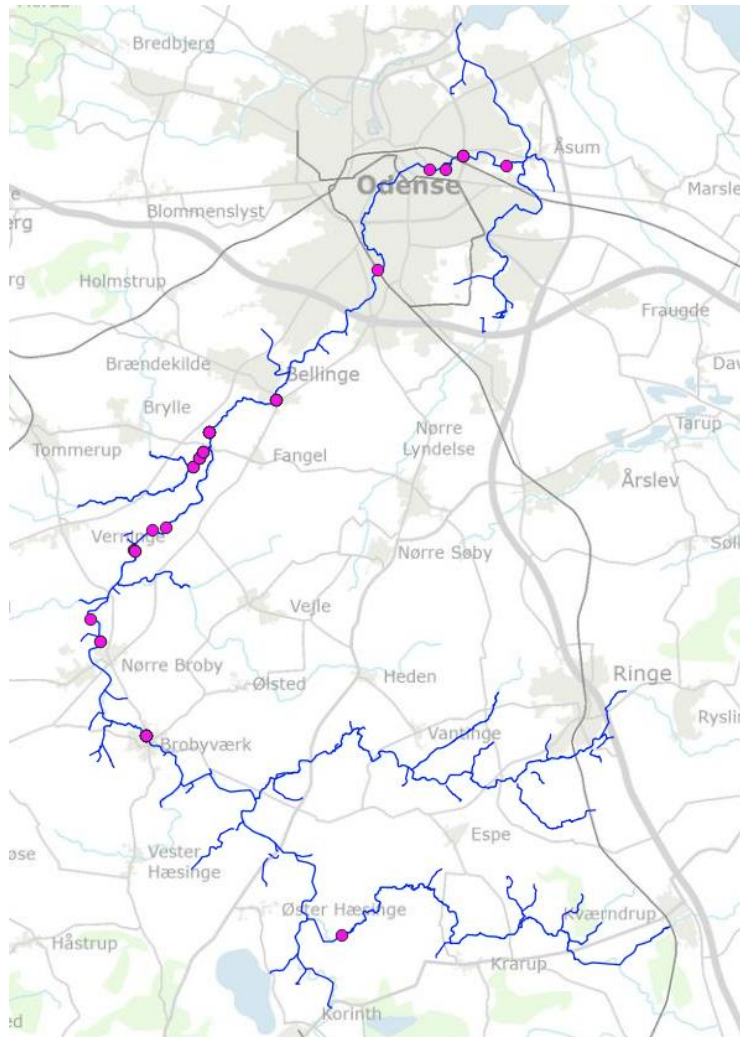 Bredbjerg
Åsum
Odense
Marsle
Blommenslyst
erg
Holmstrup
rg
Fraugde
Brændekilde
Dav
Bellinge
Brylle
Tarup
Nørre
Lyndelse
Tommerup
Fangel
Årslev
Verninge
Nørre Søby
Søll
Vejle
Nørre Broby
Heden
Ringe
Ølsted
Ryslin
Vantinge
Brobyværk
Espe
øse
Vester
Hæsinge
Øster Hæsinge
Kværndrup
Håstrup
Krarup
Korinth
ed